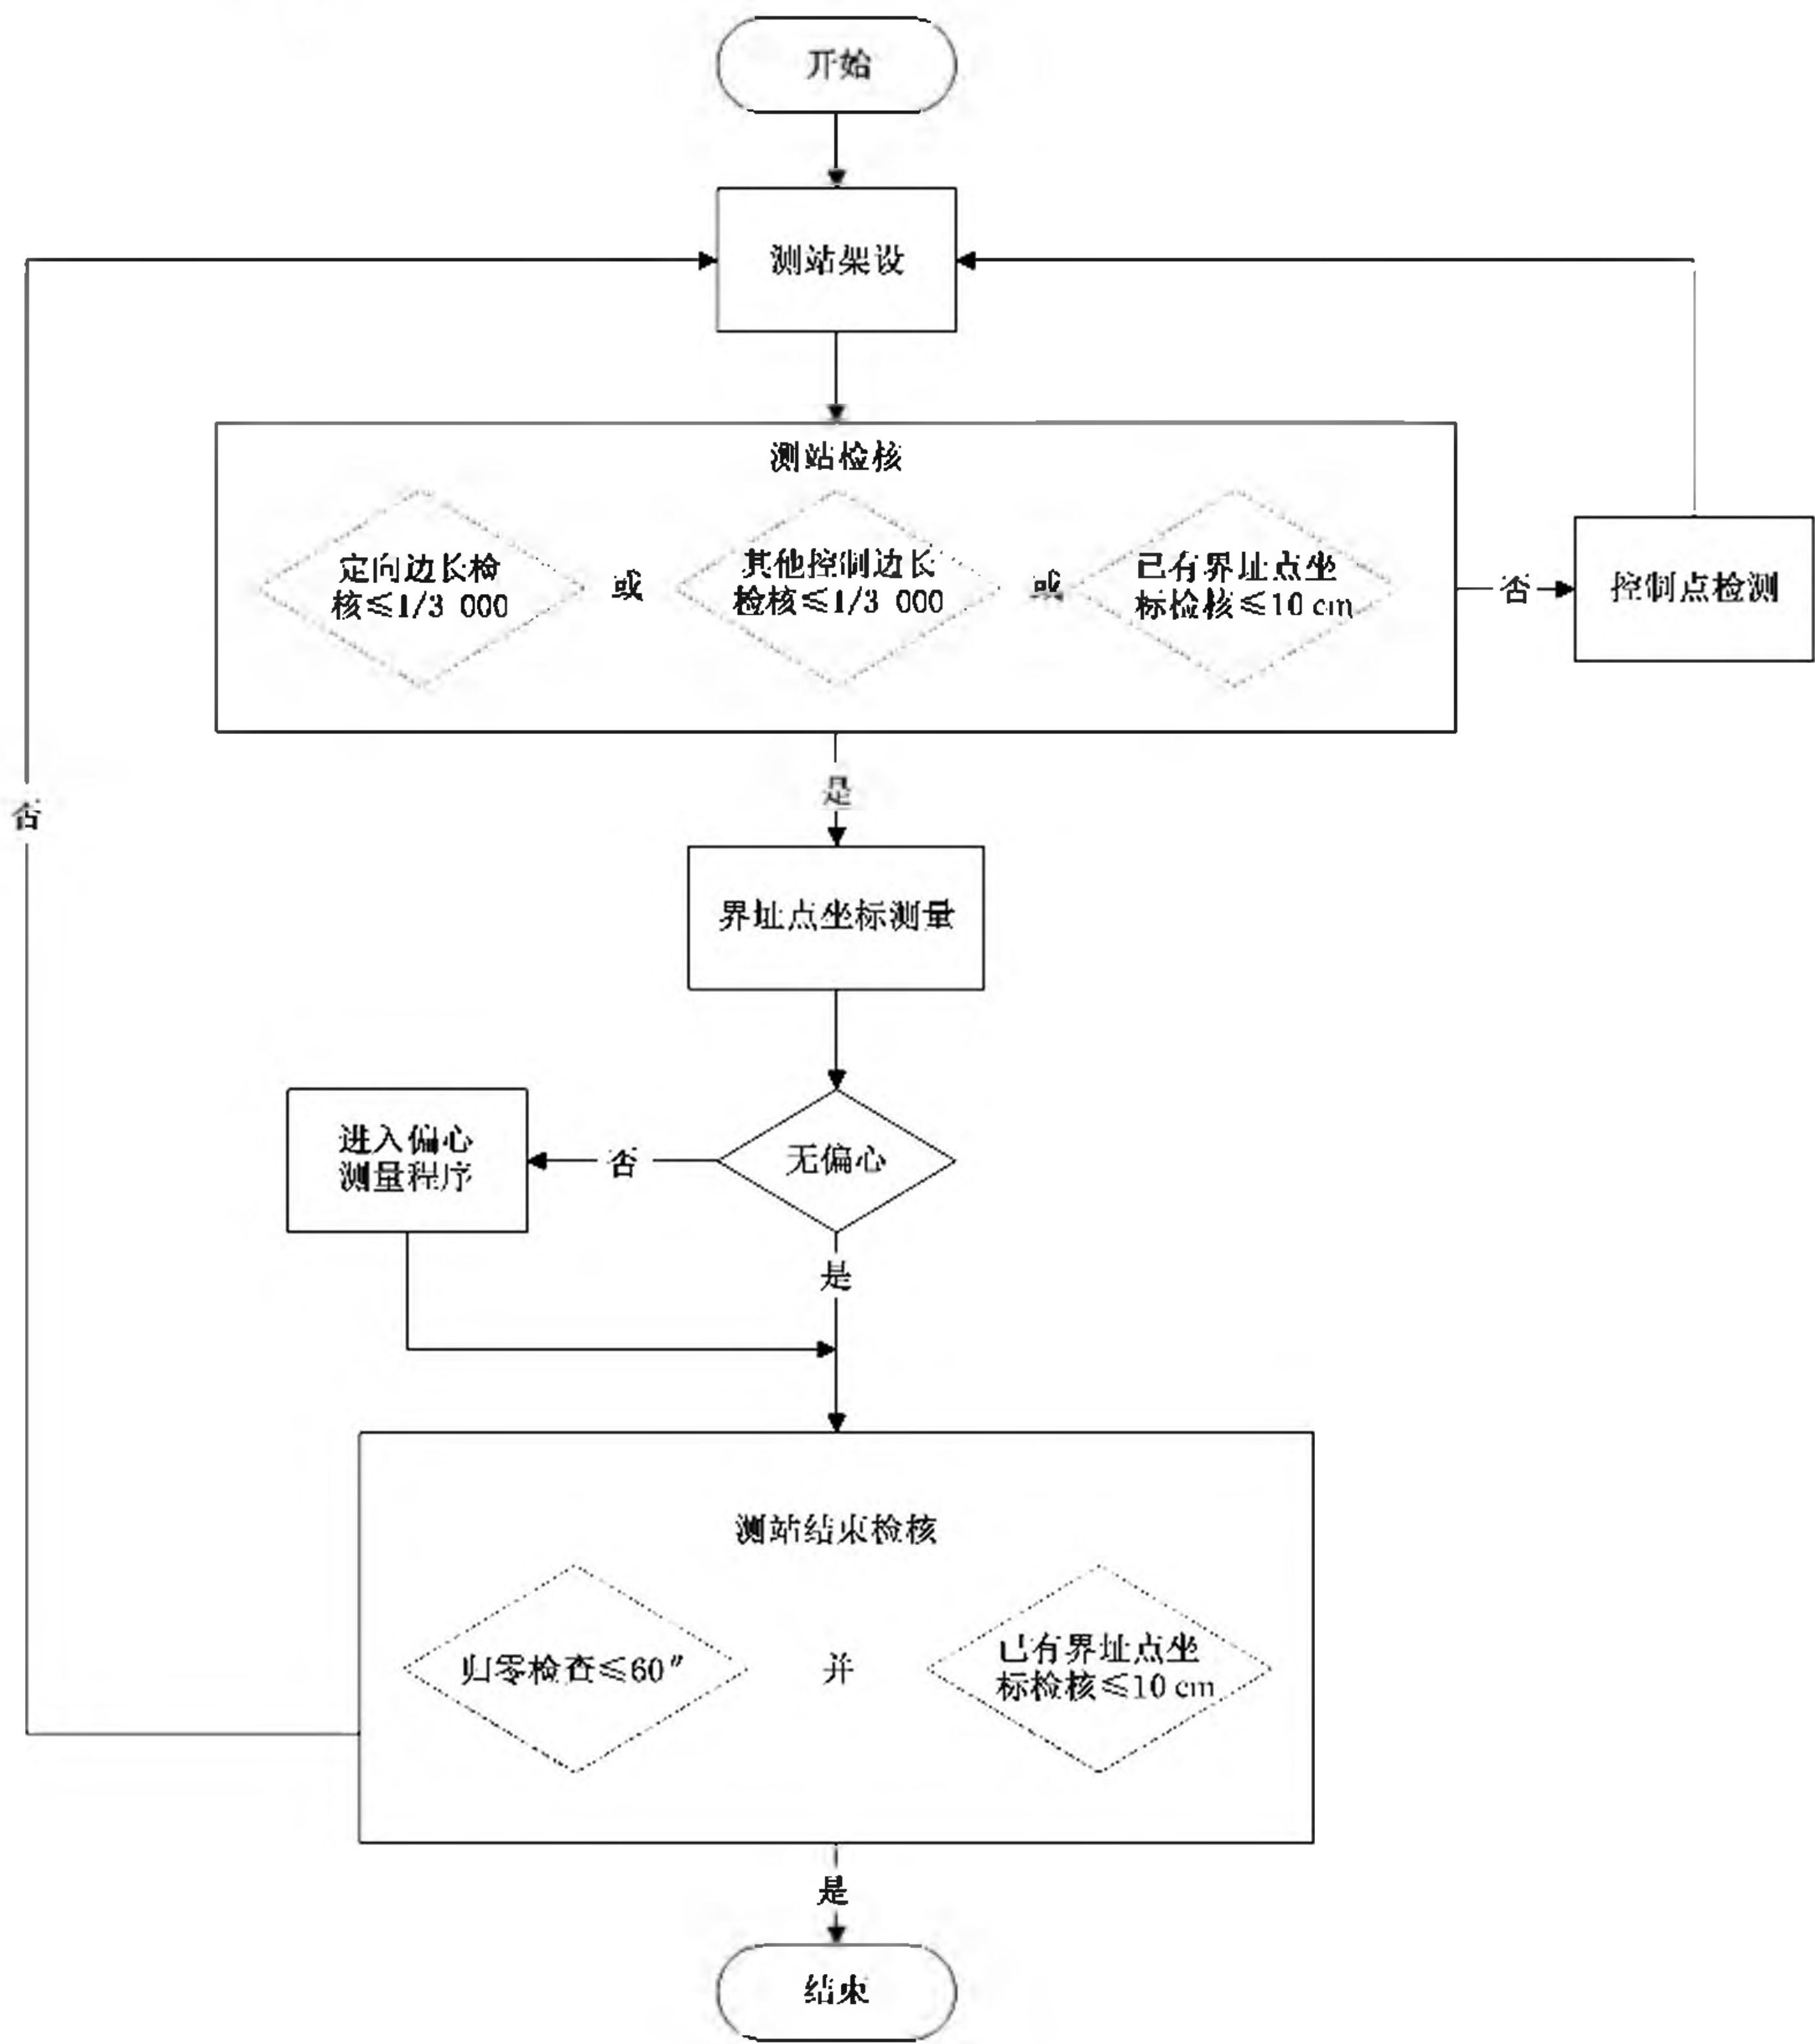 开始
测站架设
测站检核
定向边长检
核≤1/3 000
或
其他控制边长
检核≤1/3 000
或
已有界址点坐
标检核≤10 cm
否
控制点检测
是
否
界址点坐标测量
进入偏心
测量程序
否
无偏心
是
测站结束检核
归零检查≤60″
并
已有界址点坐
标检核≤10 cm
是
结束